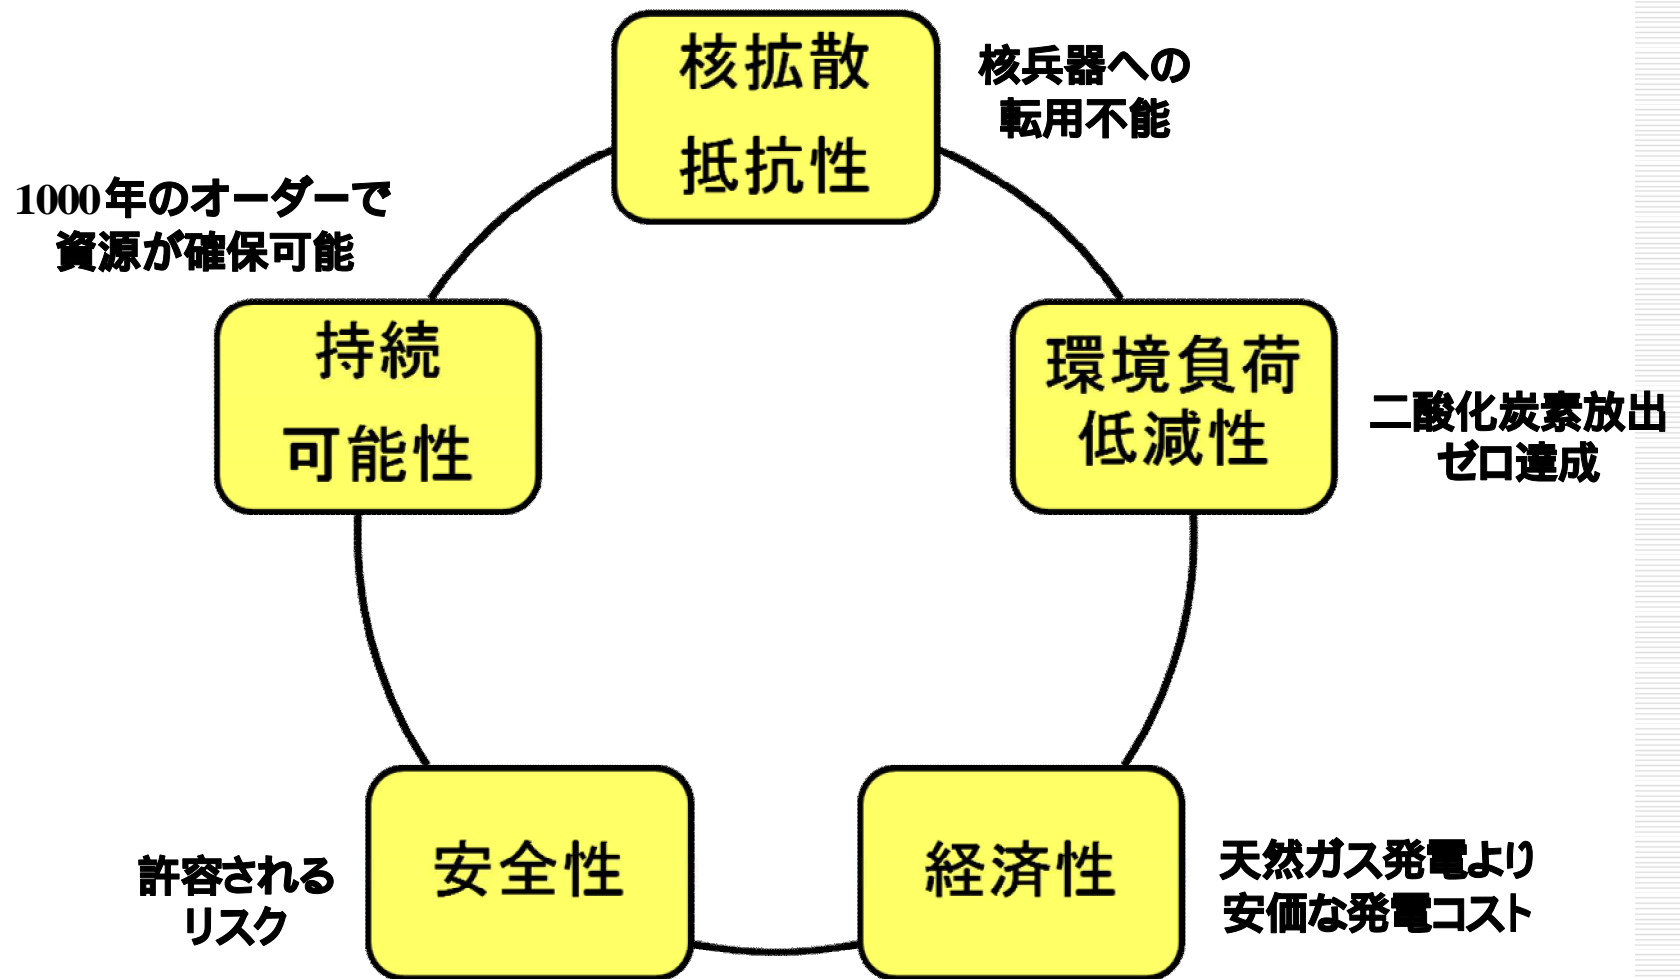 核拡散
抵抗性
核兵器への
転用不能
1000年のオーダーで
資源が確保可能
持続
可能性
環境負荷
低減性
二酸化炭素放出
ゼロ達成
安全性
許容される
リスク
経済性
天然ガス発電より
安価な発電コスト